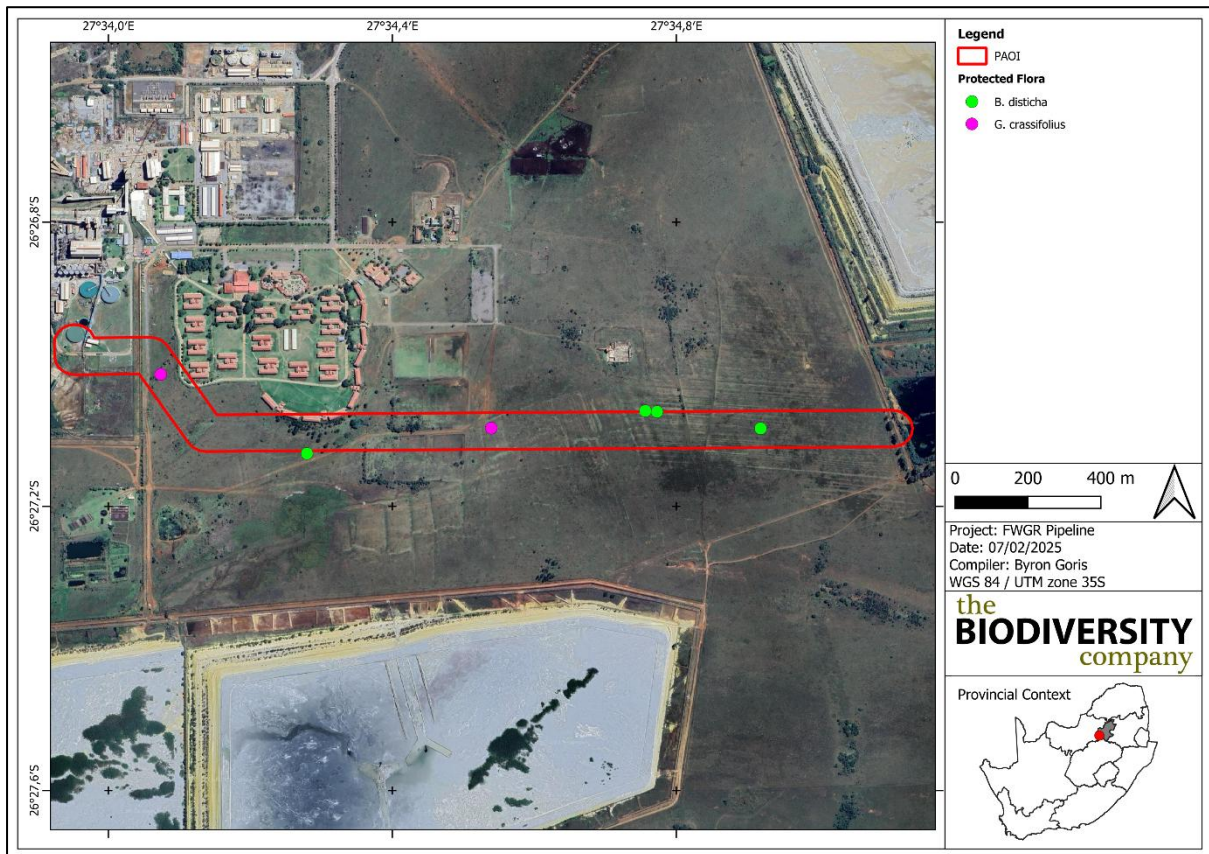 27°34,0'E
27°34,4'E
27°34,8'E
26°26,8'S
26°27,2'S
26°27,6'S
Legend
PAOI
Protected Flora
B. disticha
G. crassifolius
0 200 400 m
Project: FWGR Pipeline
Date: 07/02/2025
Compiler: Byron Goris
WGS 84 / UTM zone 35S
the
BIODIVERSITY
company
Provincial Context